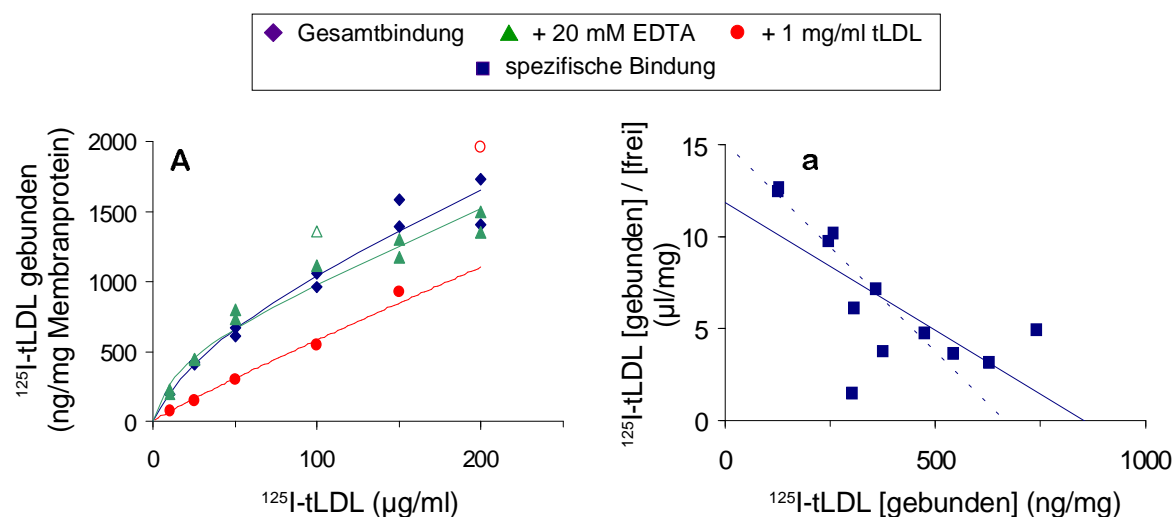 Gesamtbindung + 20 mM EDTA + 1 mg/ml tLDL
spezifische Bindung
A
¹²⁵I-tLDL gebunden
(ng/mg Membranprotein)
2000
1500
1000
500
0
0 100 200
¹²⁵I-tLDL (µg/ml)
a
¹²⁵I-tLDL [gebunden] / [frei]
(µl/mg)
15
10
5
0
0 500 1000
¹²⁵I-tLDL [gebunden] (ng/mg)